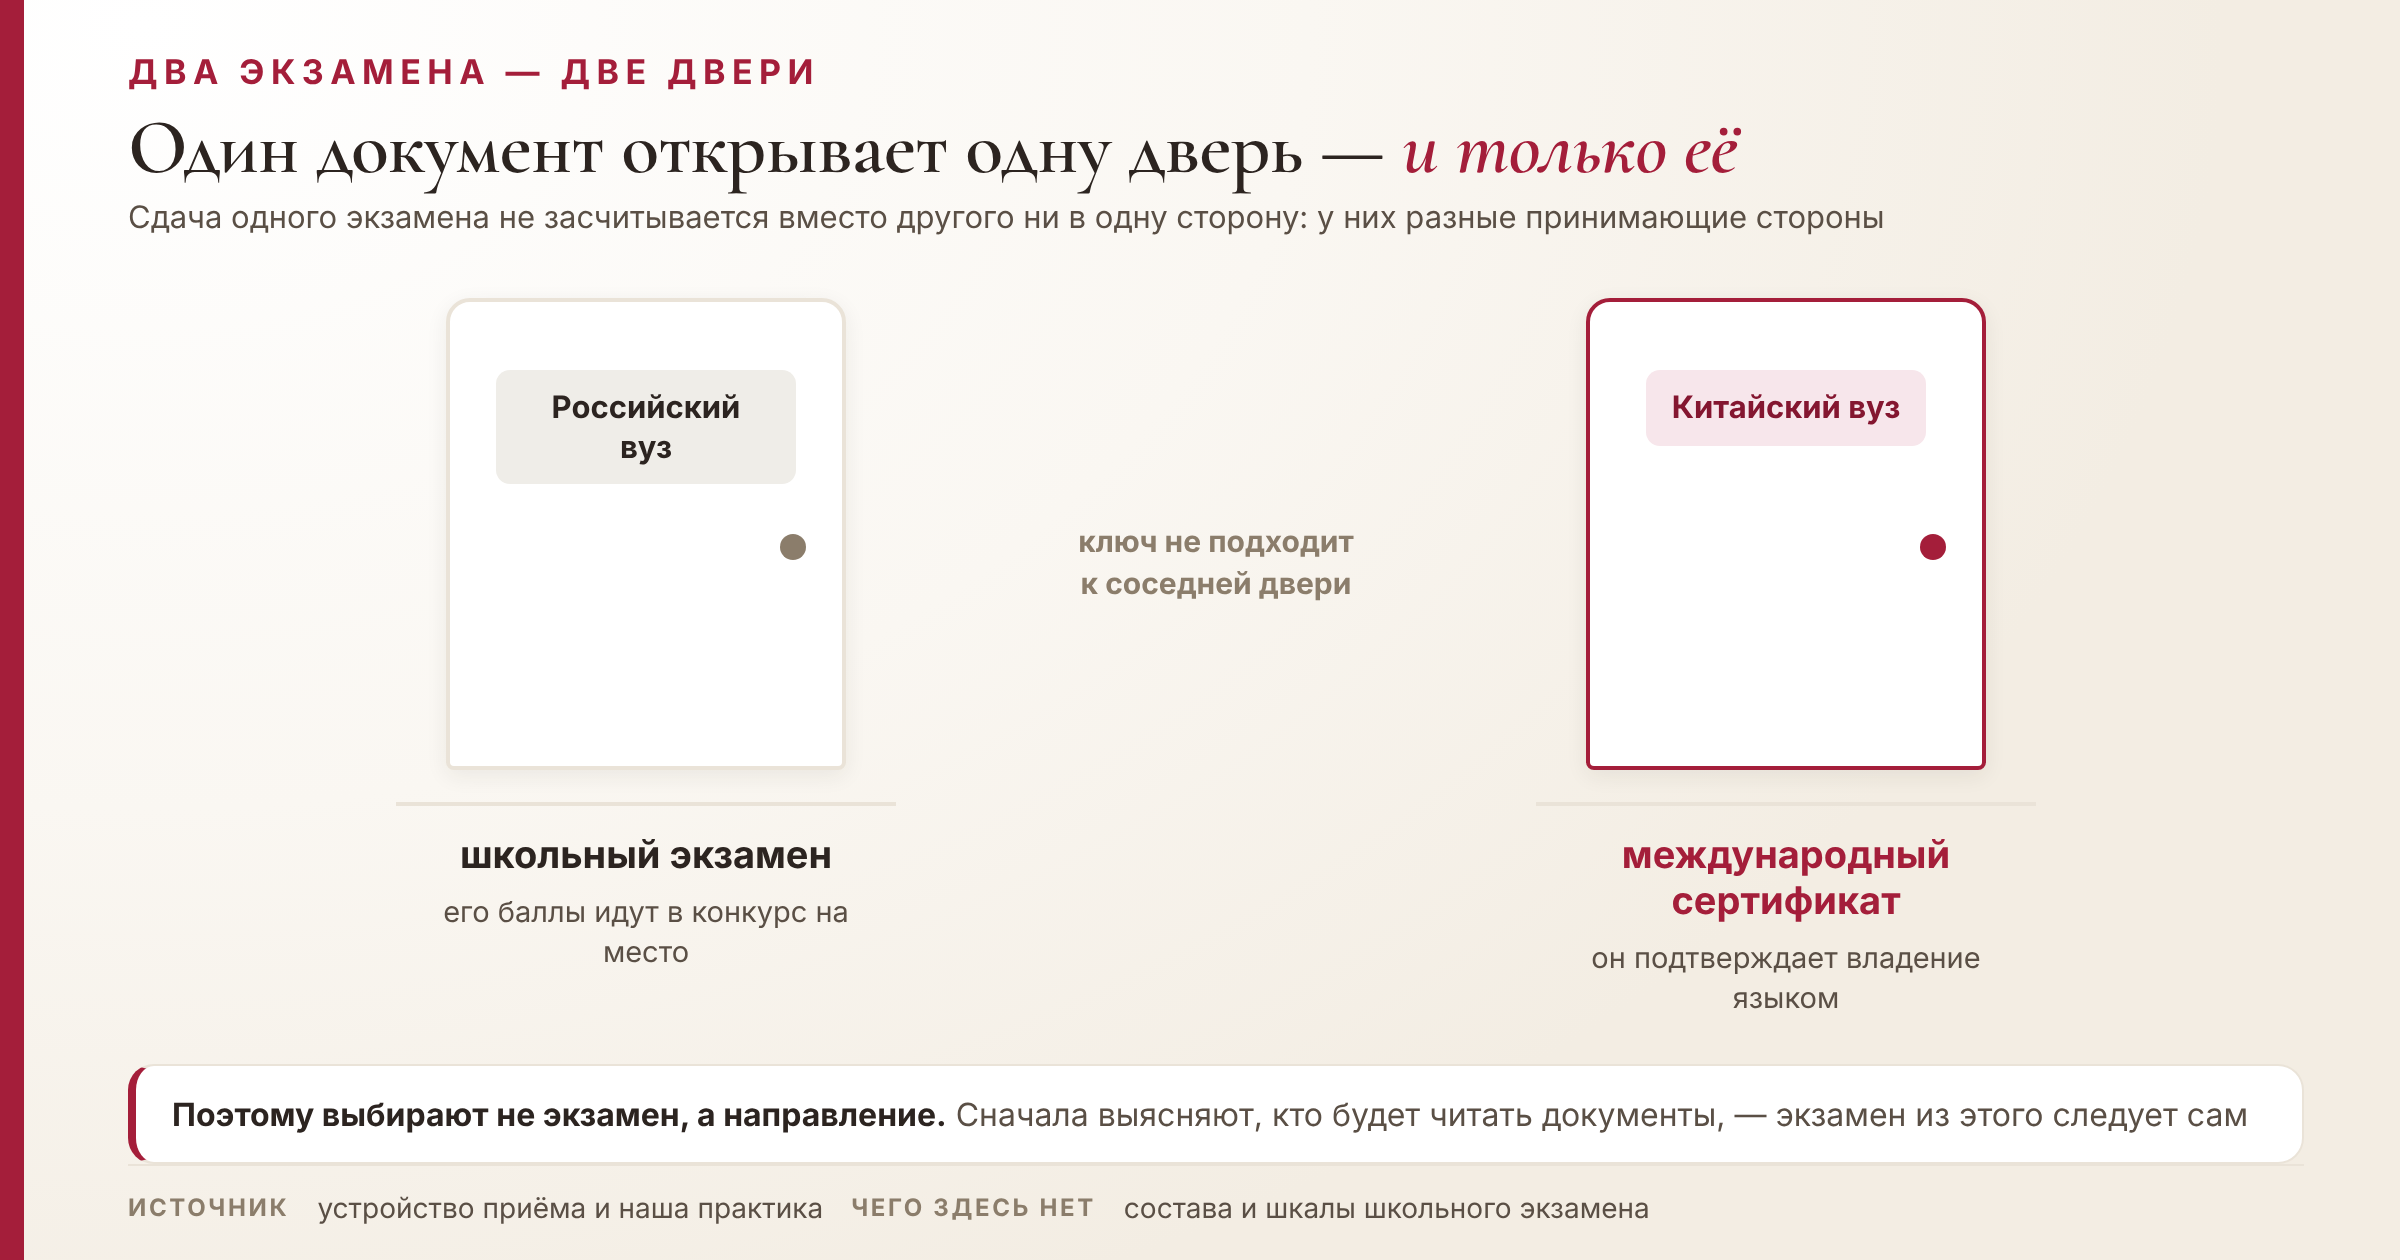 ДВА ЭКЗАМЕНА — ДВЕ ДВЕРИ
Один документ открывает одну дверь — и только её
Сдача одного экзамена не засчитывается вместо другого ни в одну сторону: у них разные принимающие стороны
Российский
вуз
школьный экзамен
его баллы идут в конкурс на
место
ключ не подходит
к соседней двери
Китайский вуз
международный
сертификат
он подтверждает владение
языком
Поэтому выбирают не экзамен, а направление. Сначала выясняют, кто будет читать документы, — экзамен из этого следует сам
ИСТОЧНИК устройство приёма и наша практика ЧЕГО ЗДЕСЬ НЕТ состава и шкалы школьного экзамена